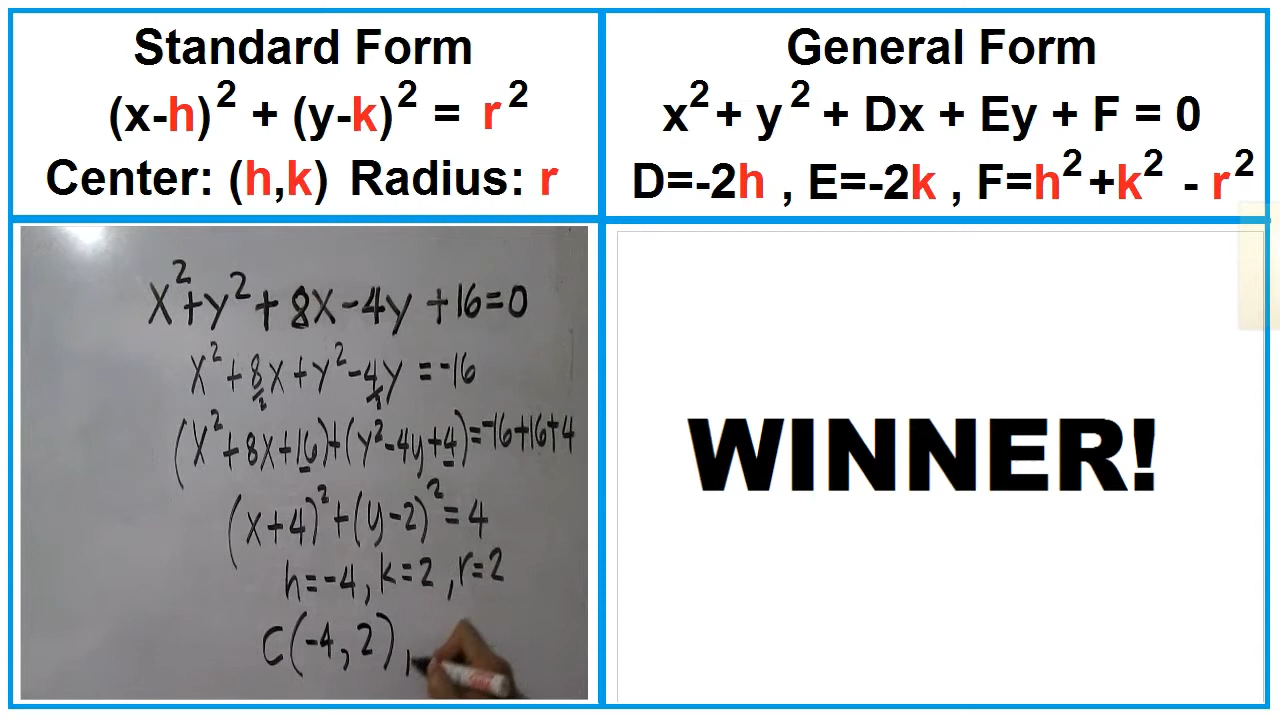 Standard Form
(x-h)² + (y-k)² = r²
Center: (h,k) Radius: r
General Form
x² + y² + Dx + Ey + F = 0
D=-2h , E=-2k , F=h²+k² - r²
x²+y²+8x-4y+16=0
x²+8x+y²-4y=-16
2 2
(x²+8x+16)+(y²-4y+4)=-16+16+4
(x+4)²+(y-2)²=4
h=-4, k=2, r=2
C(-4,2),
WINNER!